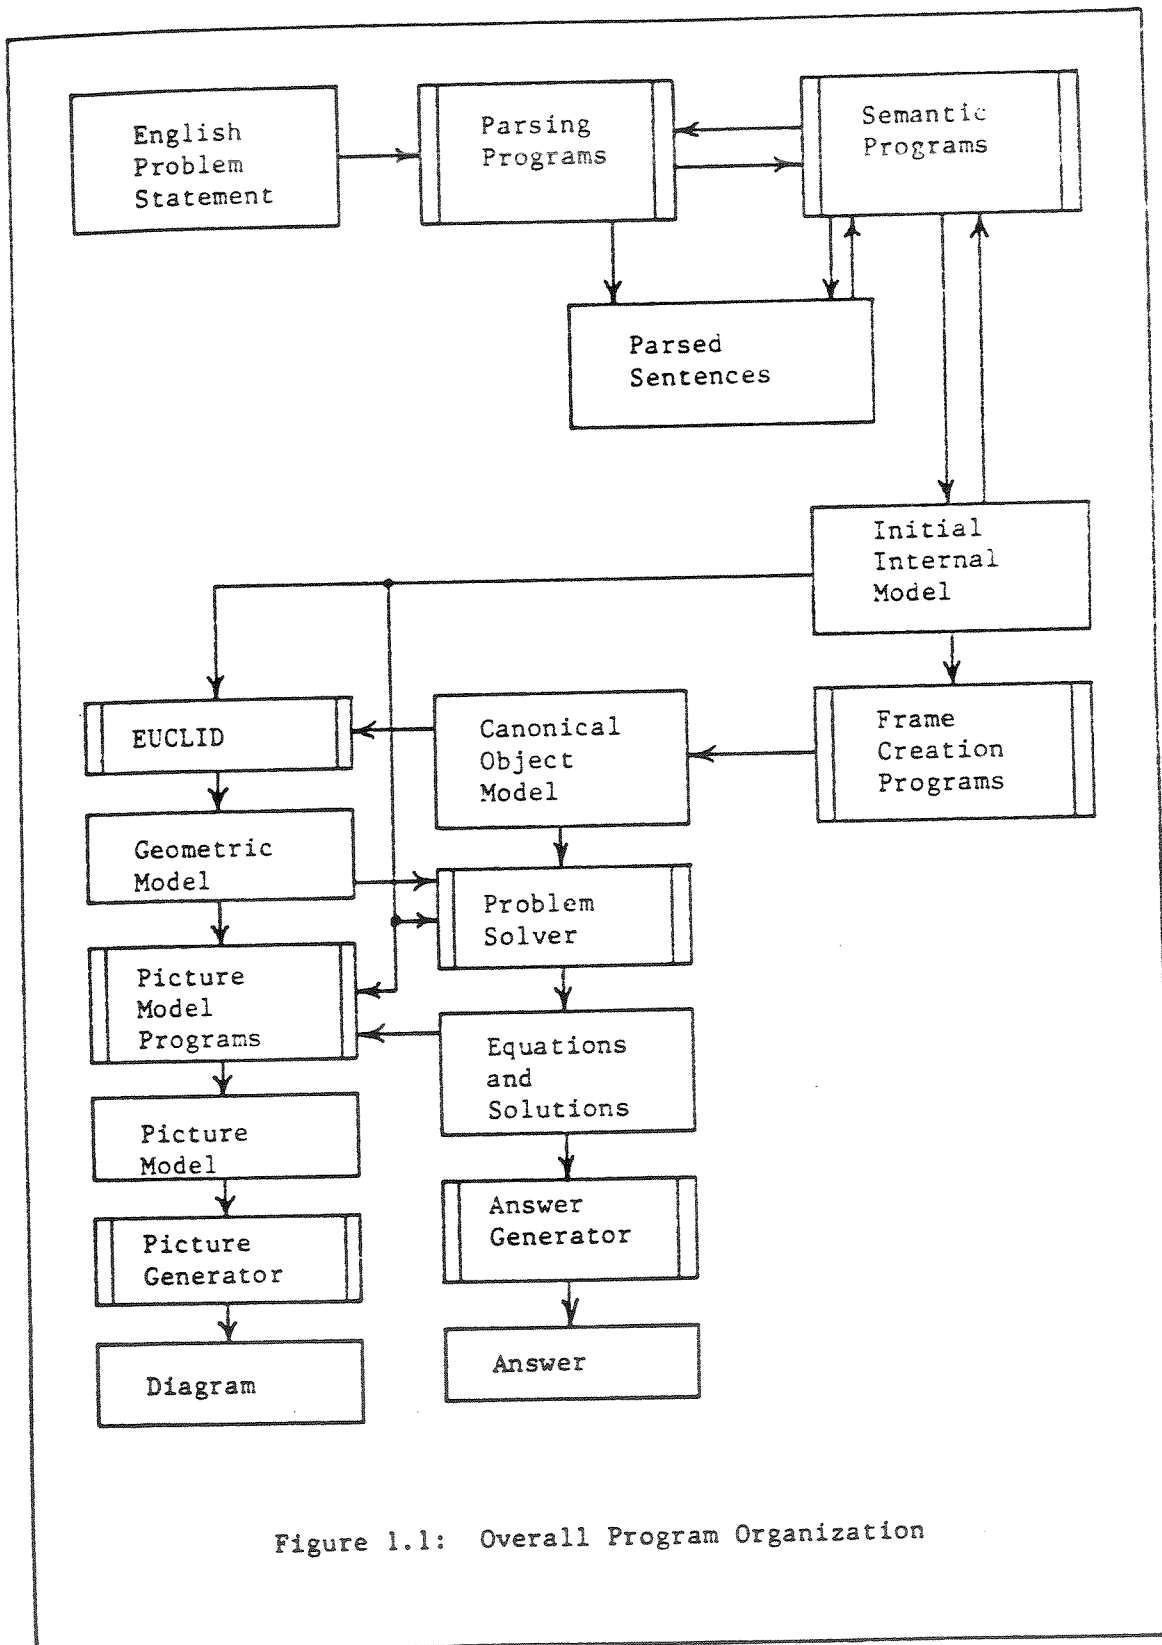 English
Problem
Statement
Parsing
Programs
Semantic
Programs
Parsed
Sentences
Initial
Internal
Model
EUCLID
Canonical
Object
Model
Frame
Creation
Programs
Geometric
Model
Problem
Solver
Picture
Model
Programs
Equations
and
Solutions
Picture
Model
Answer
Generator
Picture
Generator
Diagram
Answer
Figure 1.1: Overall Program Organization